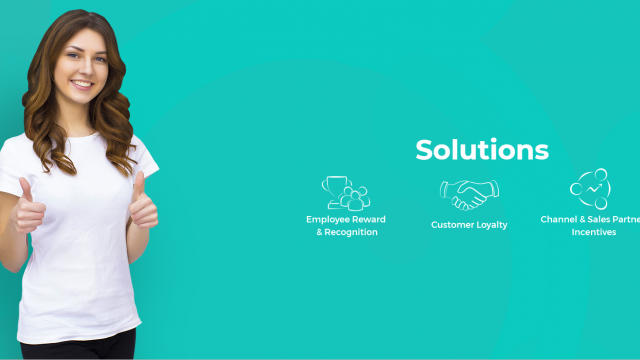 Solutions
Employee Reward
& Recognition
Customer Loyalty
Channel & Sales Partne
Incentives